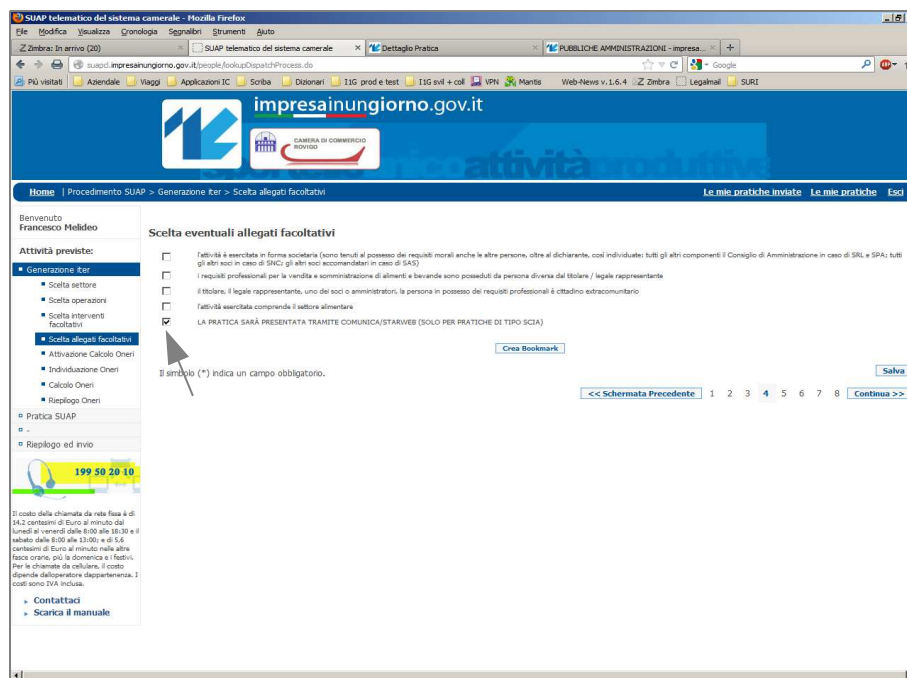 SUAP telematico del sistema camerale - Mozilla Firefox
File Modifica Visualizza Cronologia Segnalibri Strumenti Aiuto
Zimbra: In arrivo (20) SUAP telematico del sistema camerale Dettaglio Pratica PUBBLICHE AMMINISTRAZIONI - impresa...
suapd.impresainungiorno.gov.it/people/lookupDispatchProcess.do Google
Più visitati Aziendale Viaggi Applicazioni IC Scriba Dizionari I1G prod e test I1G svil + coll VPN Mantis Web-News v.1.6.4 Zimbra Legalmail SURI
impresainungiorno.gov.it
CAMERA DI COMMERCIO
ROVIGO
sportello unico attività produttive
Home | Procedimento SUAP > Generazione iter > Scelta allegati facoltativi Le mie pratiche inviate Le mie pratiche Esci
Benvenuto
Francesco Melideo
Attività previste:
Generazione iter
Scelta settore
Scelta operazioni
Scelta interventi
facoltativi
Scelta allegati facoltativi
Attivazione Calcolo Oneri
Individuazione Oneri
Calcolo Oneri
Riepilogo Oneri
Pratica SUAP
-
Riepilogo ed invio
199 50 20 10
Il costo della chiamata da rete fissa è di
14,2 centesimi di Euro al minuto dal
lunedì al venerdì dalle 8:00 alle 18:30 e il
sabato dalle 8:00 alle 13:00; e di 5,6
centesimi di Euro al minuto nelle altre
fasce orarie, più la domenica e i festivi.
Per le chiamate da cellulare, il costo
dipende dalloperatore dappartenenza. I
costi sono IVA inclusa.
Contattaci
Scarica il manuale
Scelta eventuali allegati facoltativi
l'attività è esercitata in forma societaria (sono tenuti al possesso dei requisiti morali anche le altre persone, oltre al dichiarante, così individuate: tutti gli altri componenti il Consiglio di Amministrazione in caso di SRL e SPA; tutti
gli altri soci in caso di SNC; gli altri soci accomandatari in caso di SAS)
i requisiti professionali per la vendita e somministrazione di alimenti e bevande sono posseduti da persona diversa dal titolare / legale rappresentante
il titolare, il legale rappresentante, uno dei soci o amministratori, la persona in possesso dei requisiti professionali è cittadino extracomunitario
l'attività esercitata comprende il settore alimentare
LA PRATICA SARÀ PRESENTATA TRAMITE COMUNICA/STARWEB (SOLO PER PRATICHE DI TIPO SCIA)
Crea Bookmark
Il simbolo (*) indica un campo obbligatorio.
Salva
<< Schermata Precedente 1 2 3 4 5 6 7 8 Continua >>